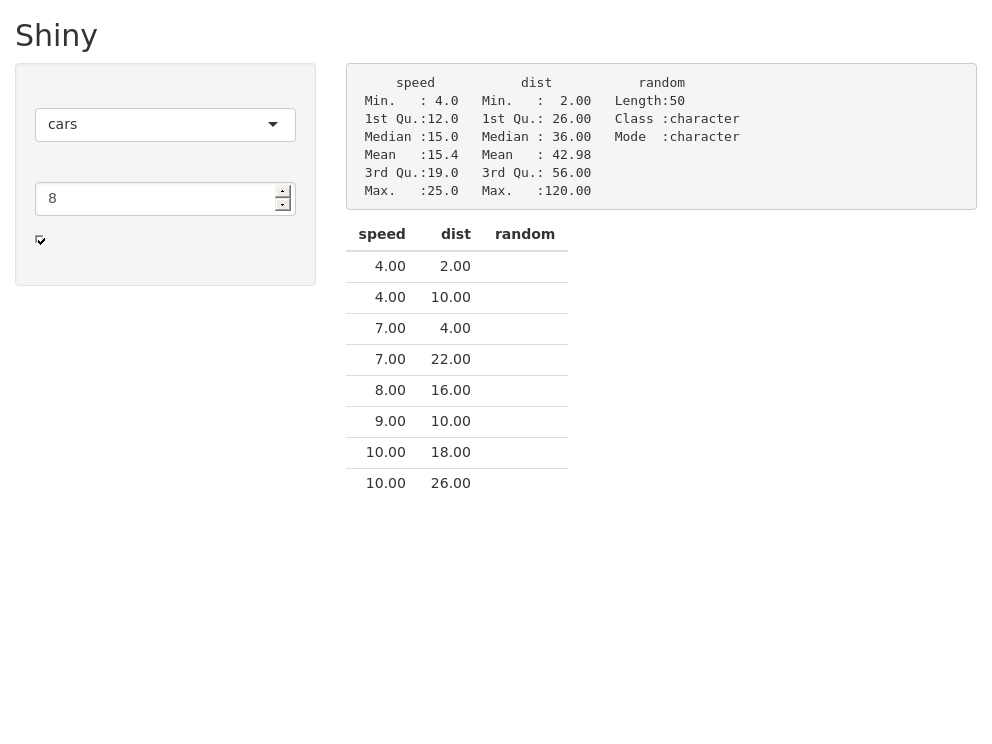 Shiny
cars
8
speed dist random
Min. : 4.0 Min. : 2.00 Length:50
1st Qu.:12.0 1st Qu.: 26.00 Class :character
Median :15.0 Median : 36.00 Mode :character
Mean :15.4 Mean : 42.98
3rd Qu.:19.0 3rd Qu.: 56.00
Max. :25.0 Max. :120.00
speed dist random
4.00 2.00
4.00 10.00
7.00 4.00
7.00 22.00
8.00 16.00
9.00 10.00
10.00 18.00
10.00 26.00